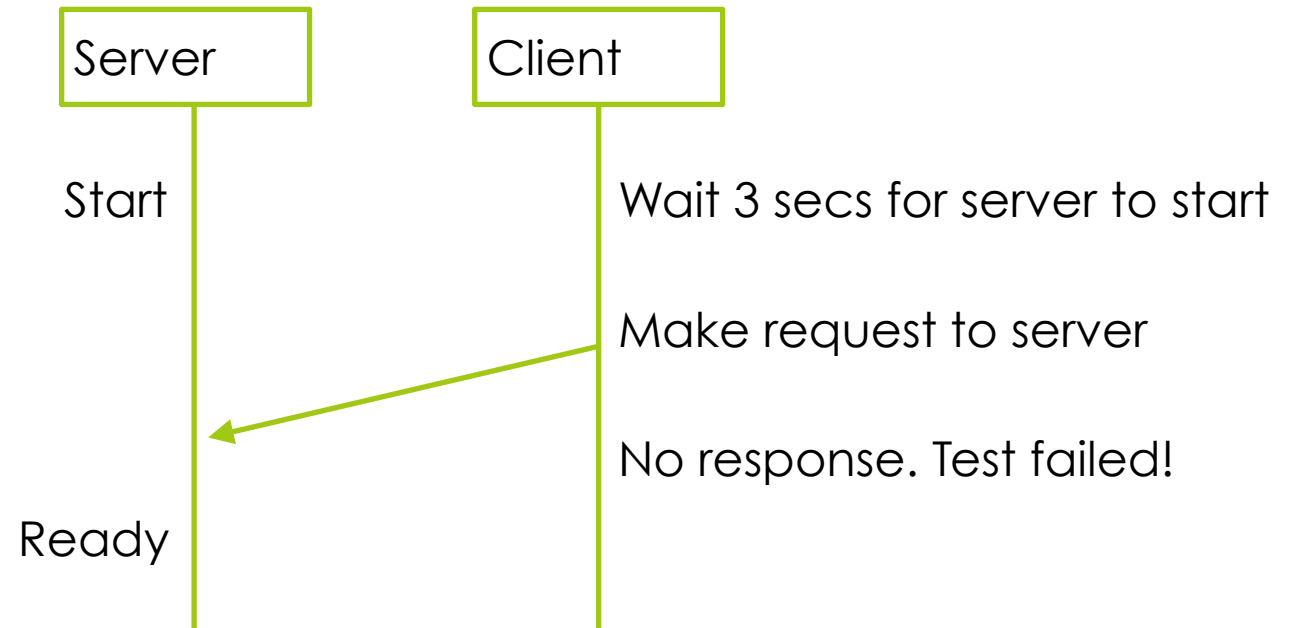 Server
Client
Start
Wait 3 secs for server to start
Make request to server
No response. Test failed!
Ready